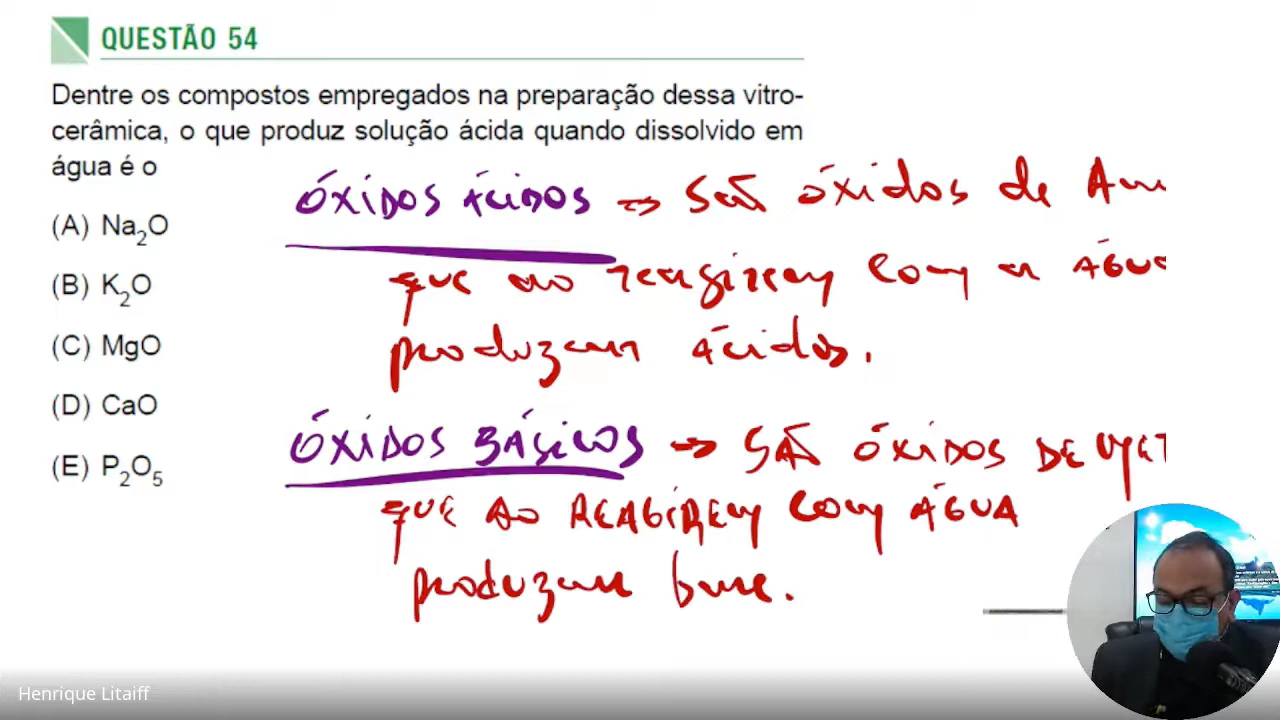 QUESTÃO 54
Dentre os compostos empregados na preparação dessa vitro-
cerâmica, o que produz solução ácida quando dissolvido em
água é o
(A) Na2O
(B) K2O
(C) MgO
(D) CaO
(E) P2O5
ÓXIDOS ÁCIDOS → São óxidos de
que ao reagirem com a
produzem ácidos.
ÓXIDOS BÁSICOS → SÃO ÓXIDOS DE
que AO REAGIREM com ÁGUA
produzem base.
Henrique Litaiff